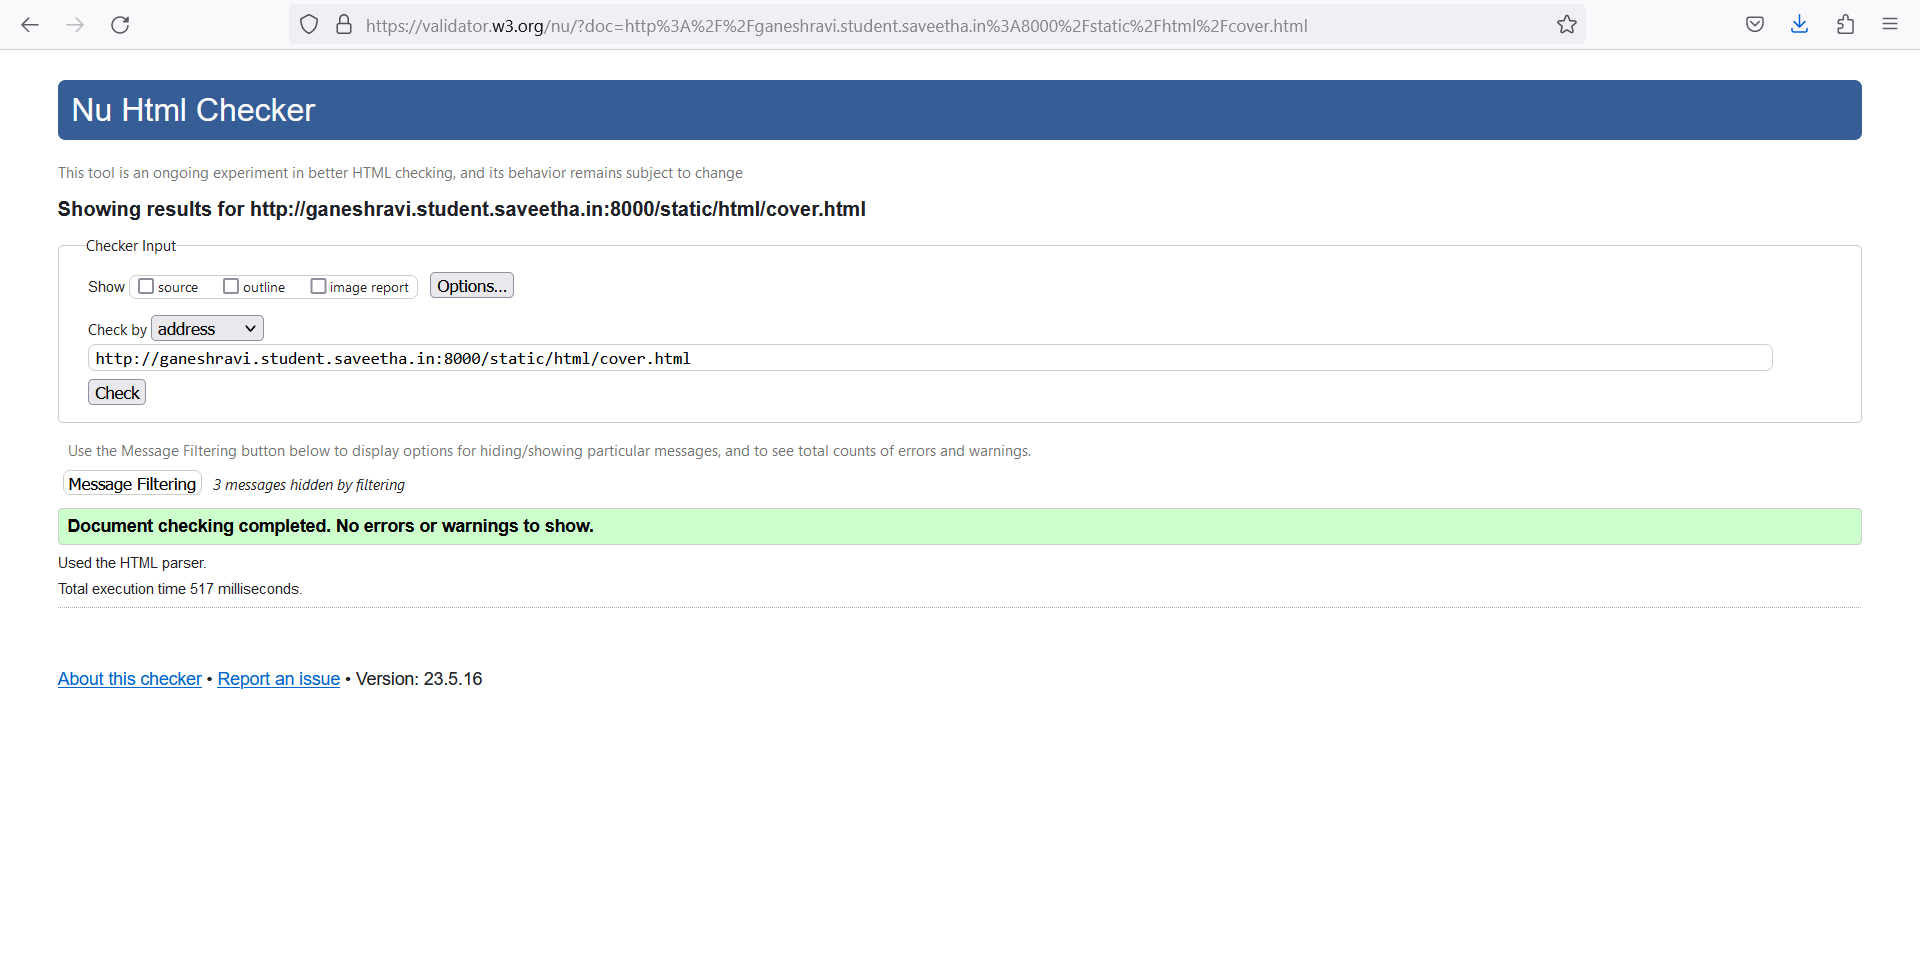 https://validator.w3.org/nu/?doc=http%3A%2F%2Fganeshravi.student.saveetha.in%3A8000%2Fstatic%2Fhtml%2Fcover.html
Nu Html Checker
This tool is an ongoing experiment in better HTML checking, and its behavior remains subject to change
Showing results for http://ganeshravi.student.saveetha.in:8000/static/html/cover.html
Checker Input
Show source outline image report Options...
Check by address
http://ganeshravi.student.saveetha.in:8000/static/html/cover.html
Check
Use the Message Filtering button below to display options for hiding/showing particular messages, and to see total counts of errors and warnings.
Message Filtering 3 messages hidden by filtering
Document checking completed. No errors or warnings to show.
Used the HTML parser.
Total execution time 517 milliseconds.
About this checker • Report an issue • Version: 23.5.16